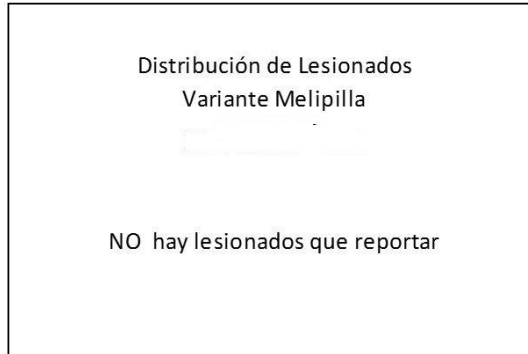 Distribución de Lesionados
Variante Melipilla
NO hay lesionados que reportar